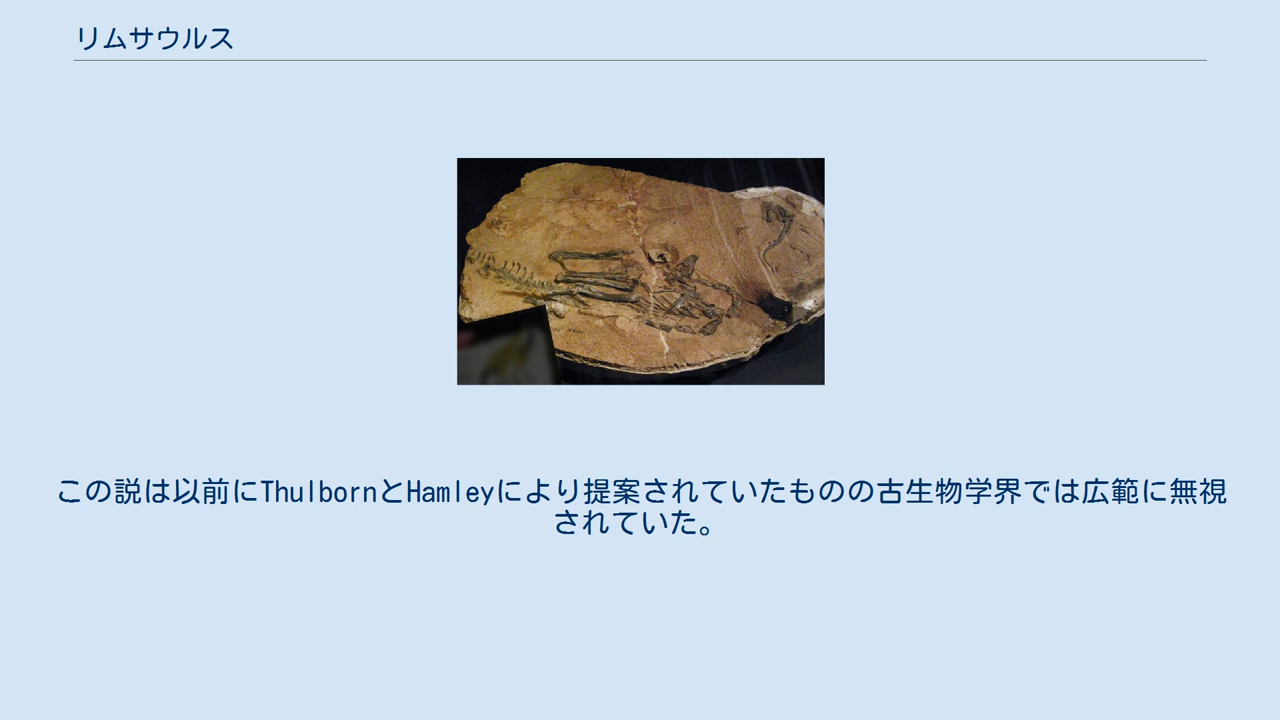 リムサウルス
この説は以前にThulbornとHamleyにより提案されていたものの古生物学界では広範に無視
されていた。